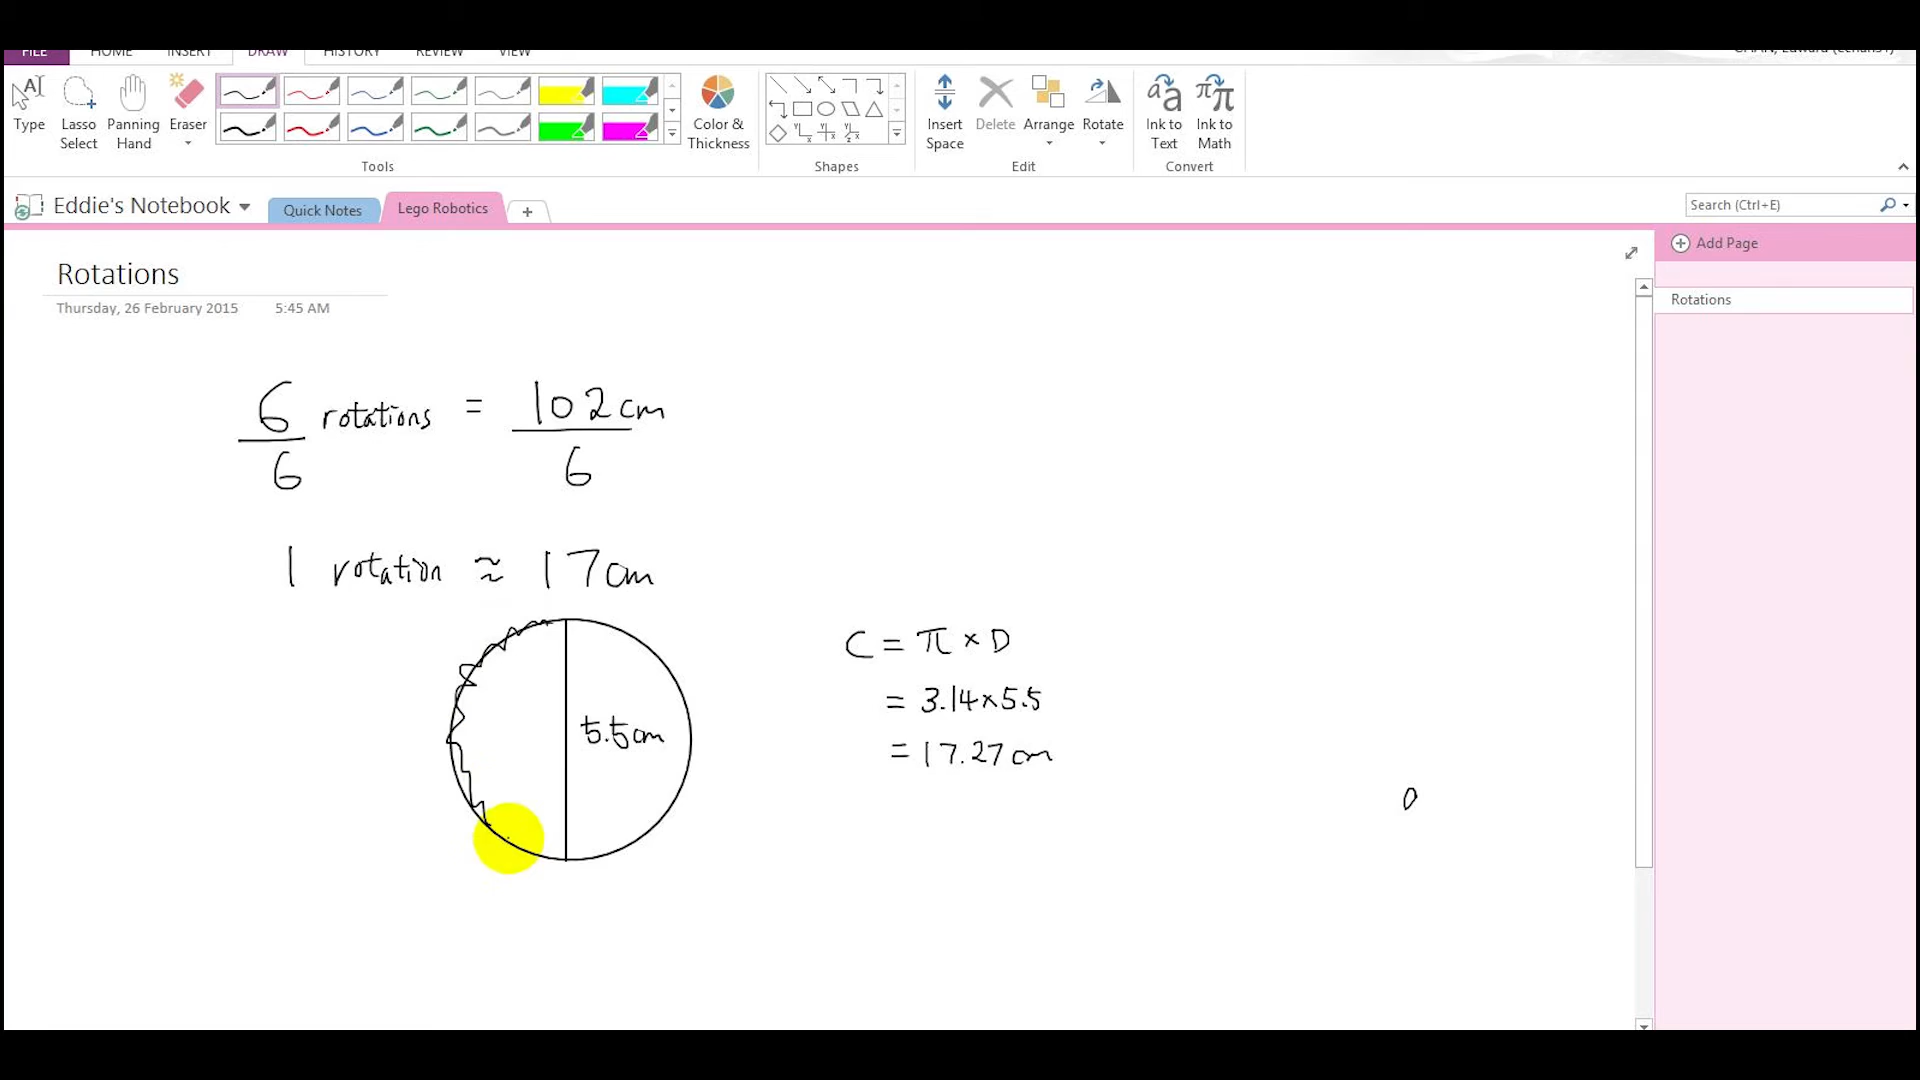 FILE HOME INSERT DRAW HISTORY REVIEW VIEW
Type
Lasso Select
Panning Hand
Eraser
Color & Thickness
Insert Space
Delete
Arrange
Rotate
Ink to Text
Ink to Math
Tools
Shapes
Edit
Convert
Eddie's Notebook
Quick Notes
Lego Robotics
Search (Ctrl+E)
Add Page
Rotations
Rotations
Thursday, 26 February 2015 5:45 AM
6/6 rotations = 102cm/6
1 rotation ≈ 17cm
5.5cm
C = π × D
= 3.14×5.5
= 17.27cm
0